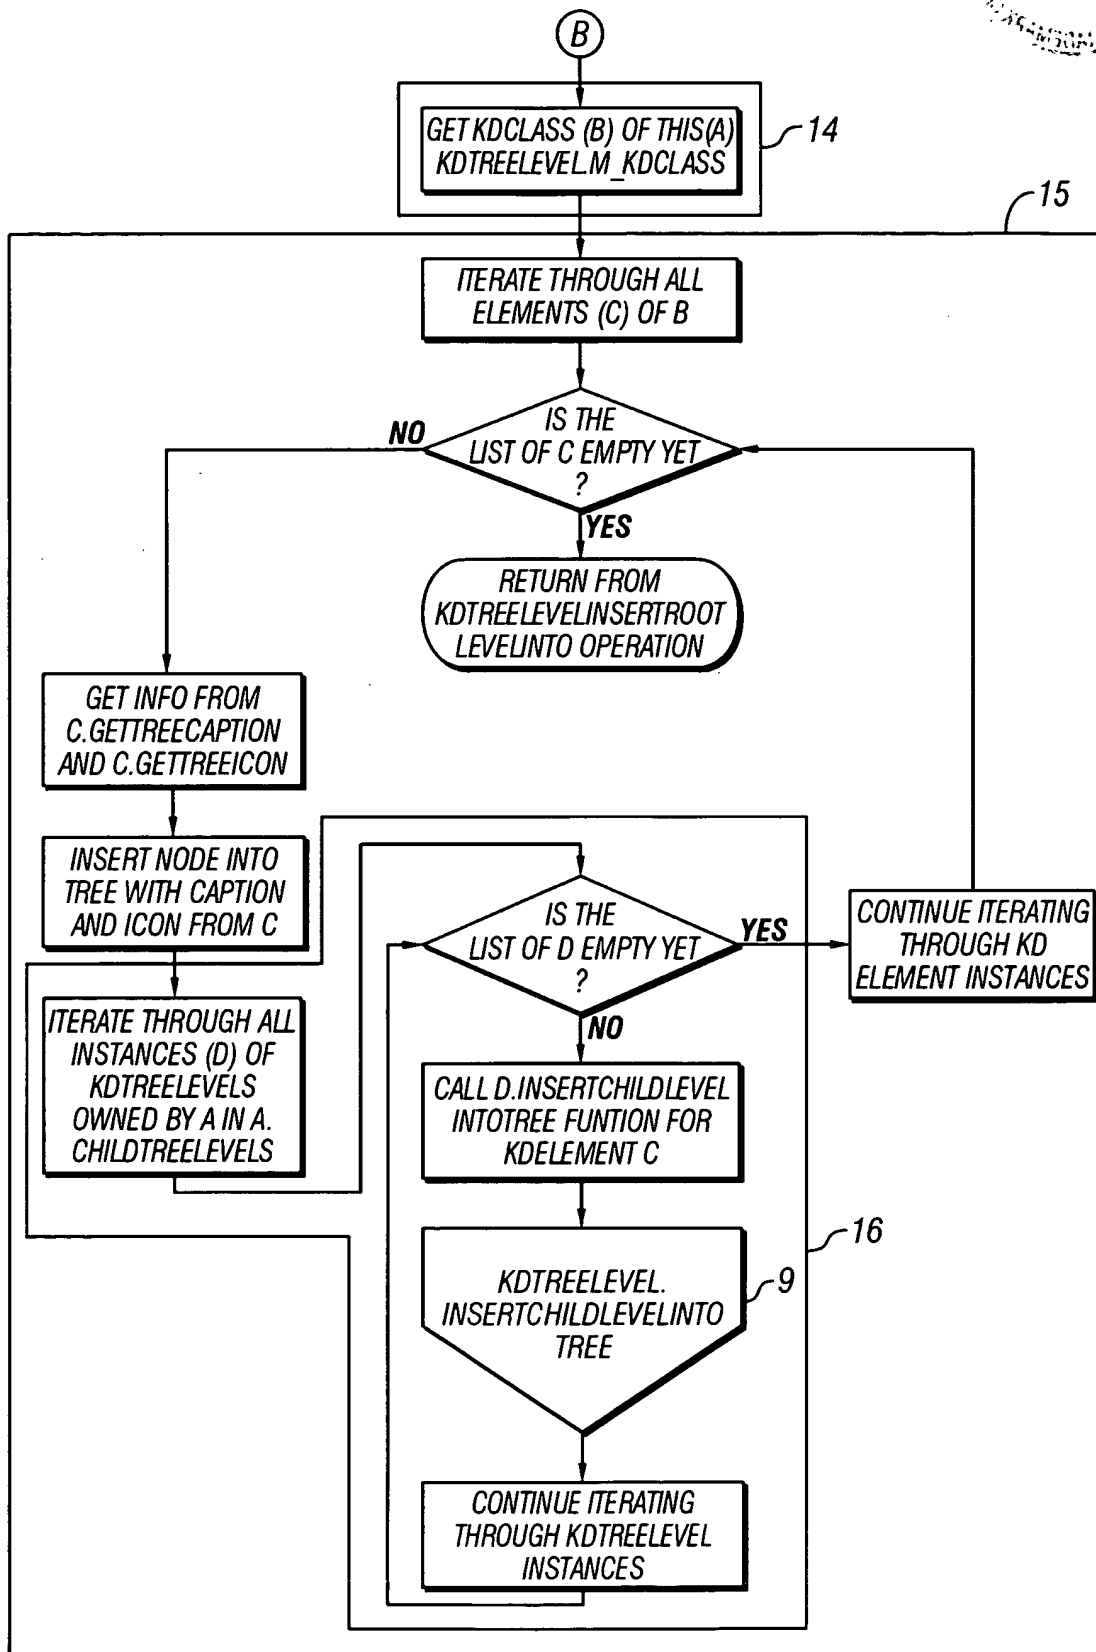 B
GET KDCLASS (B) OF THIS(A)
KDTREELEVEL.M_KDCLASS
14
15
ITERATE THROUGH ALL
ELEMENTS (C) OF B
IS THE
LIST OF C EMPTY YET
?
NO
YES
RETURN FROM
KDTREELEVELINSERTROOT
LEVELINTO OPERATION
GET INFO FROM
C.GETTREECAPTION
AND C.GETTREEICON
INSERT NODE INTO
TREE WITH CAPTION
AND ICON FROM C
ITERATE THROUGH ALL
INSTANCES (D) OF
KDTREELEVELS
OWNED BY A IN A.
CHILDTREELEVELS
IS THE
LIST OF D EMPTY YET
?
YES
NO
CONTINUE ITERATING
THROUGH KD
ELEMENT INSTANCES
CALL D.INSERTCHILDLEVEL
INTOTREE FUNTION FOR
KDELEMENT C
16
KDTREELEVEL.
INSERTCHILDLEVELINTO
TREE
9
CONTINUE ITERATING
THROUGH KDTREELEVEL
INSTANCES